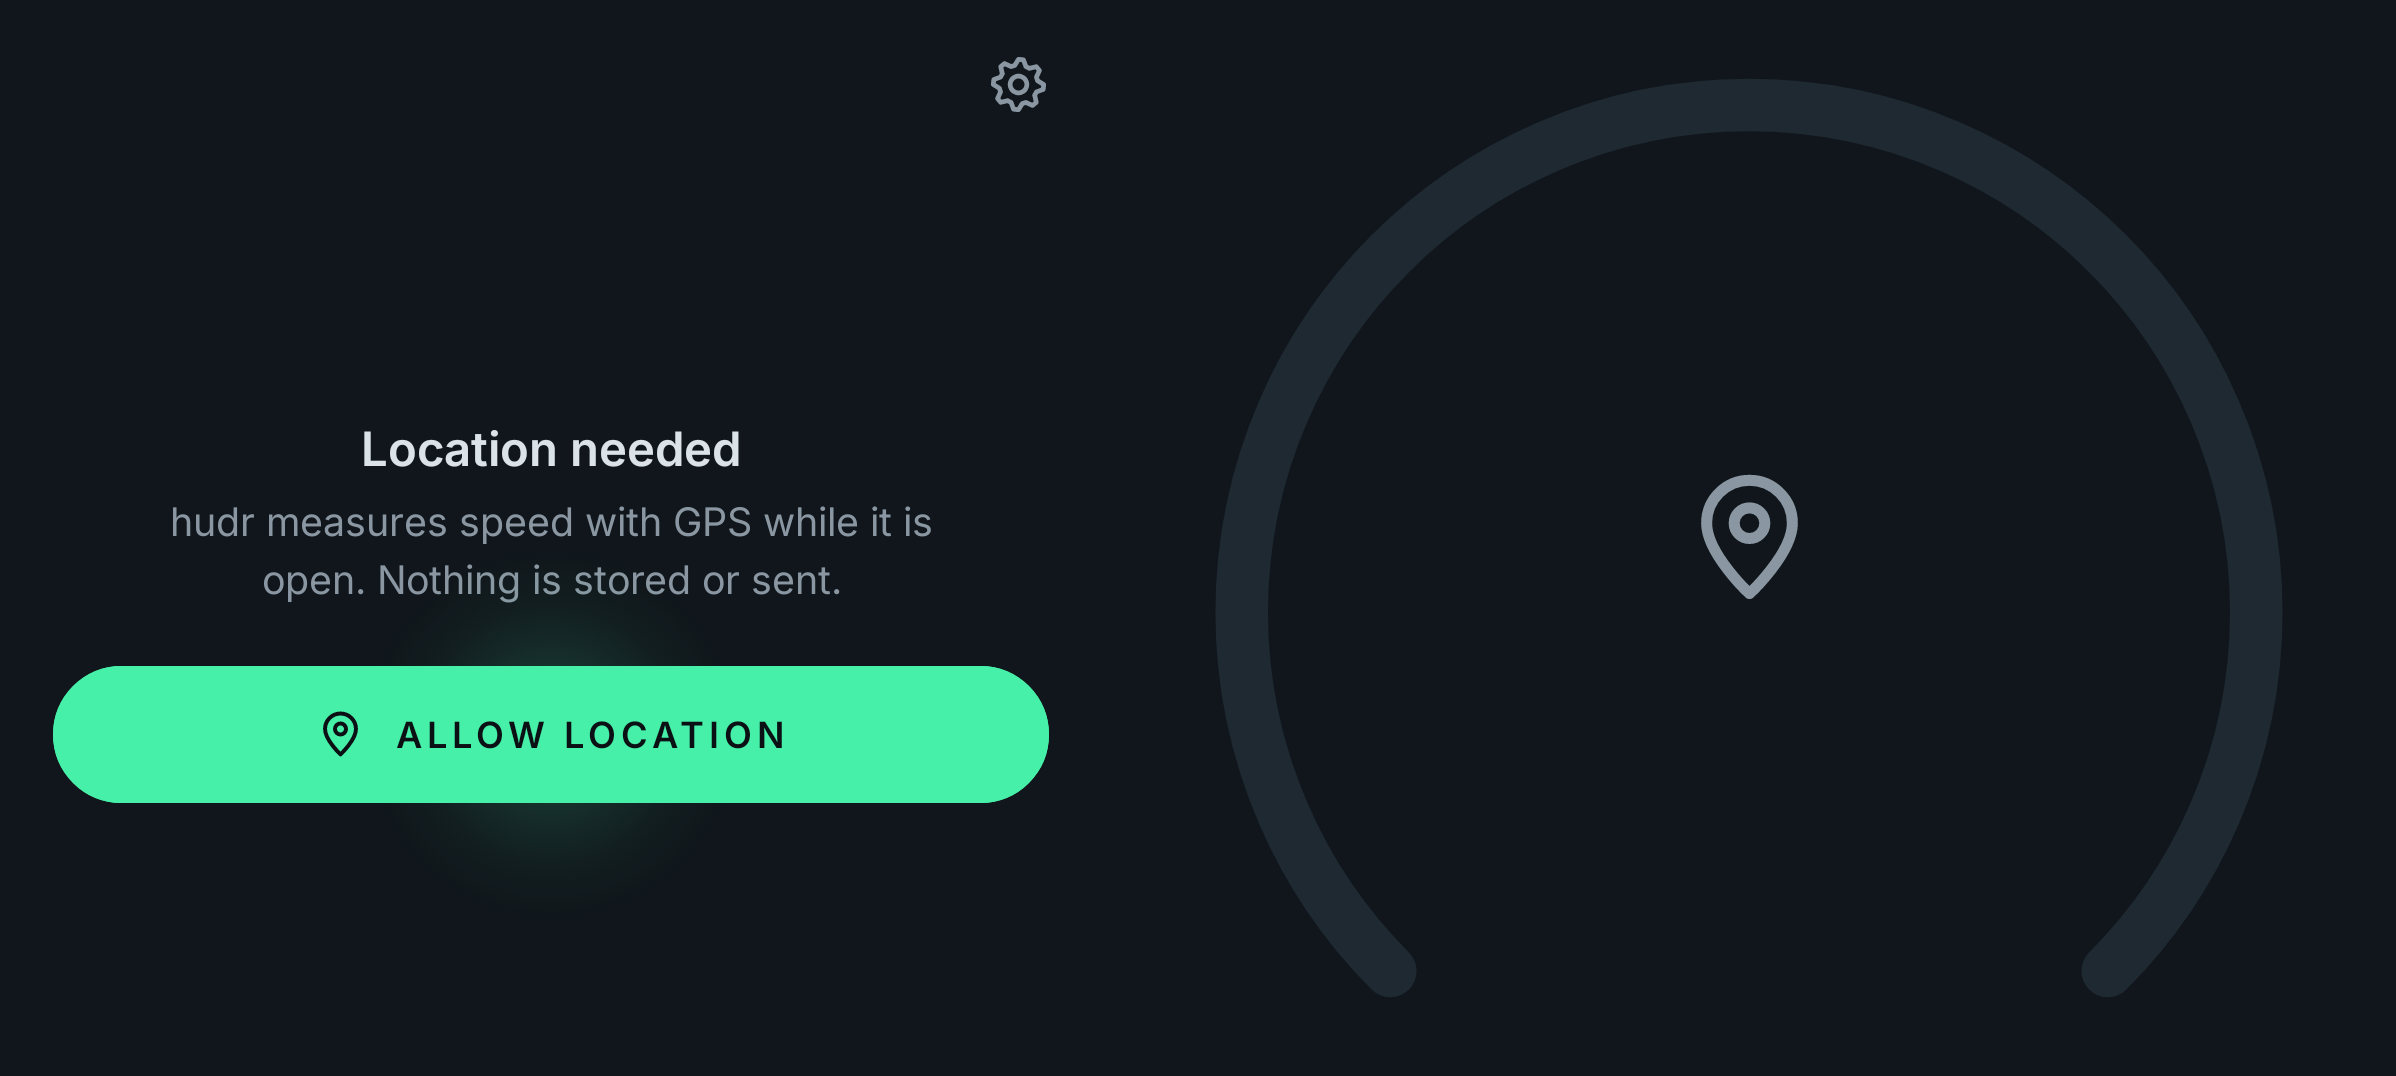 Location needed
hudr measures speed with GPS while it is
open. Nothing is stored or sent.
ALLOW LOCATION